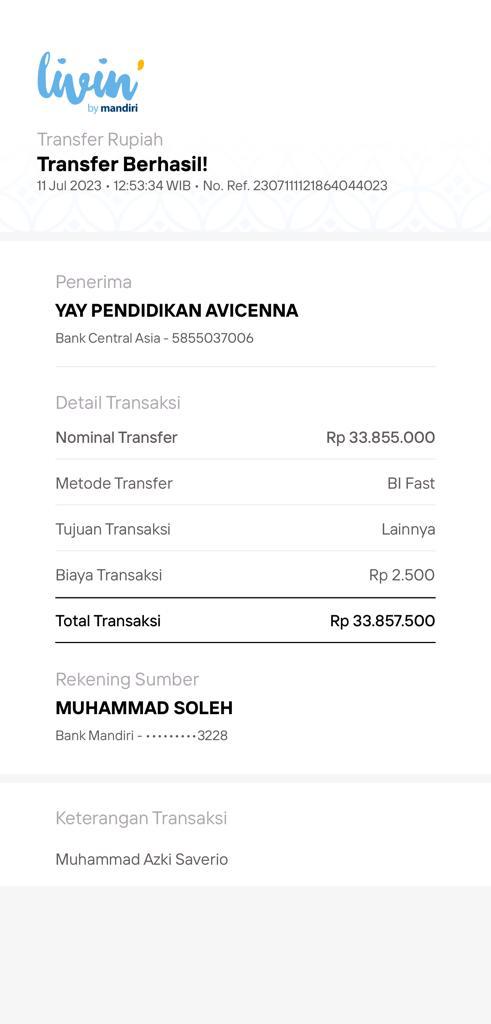 livin'
by mandiri
Transfer Rupiah
Transfer Berhasil!
11 Jul 2023 • 12:53:34 WIB • No. Ref. 2307111121864044023
Penerima
YAY PENDIDIKAN AVICENNA
Bank Central Asia - 5855037006
Detail Transaksi
Nominal Transfer Rp 33.855.000
Metode Transfer BI Fast
Tujuan Transaksi Lainnya
Biaya Transaksi Rp 2.500
Total Transaksi Rp 33.857.500
Rekening Sumber
MUHAMMAD SOLEH
Bank Mandiri - •••••••••3228
Keterangan Transaksi
Muhammad Azki Saverio